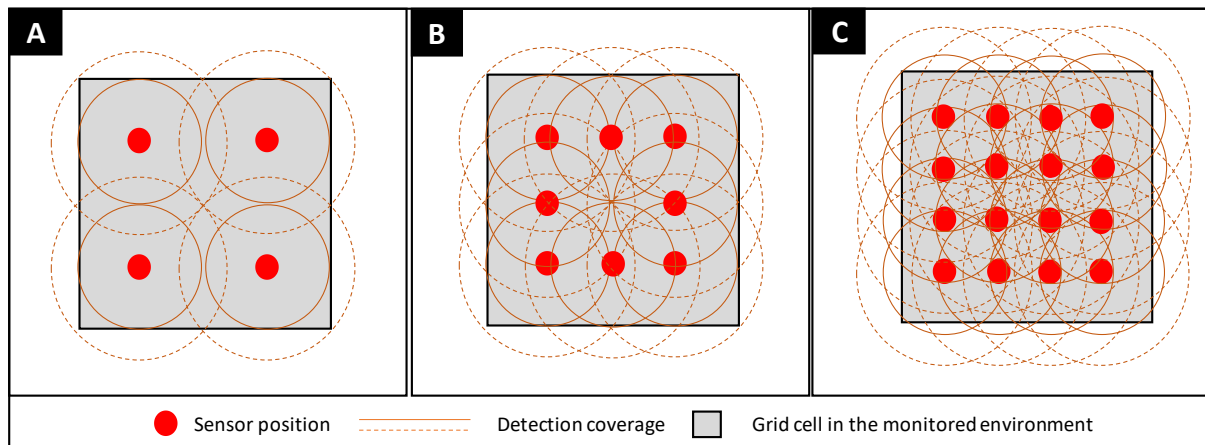 A
B
C
Sensor position
Detection coverage
Grid cell in the monitored environment